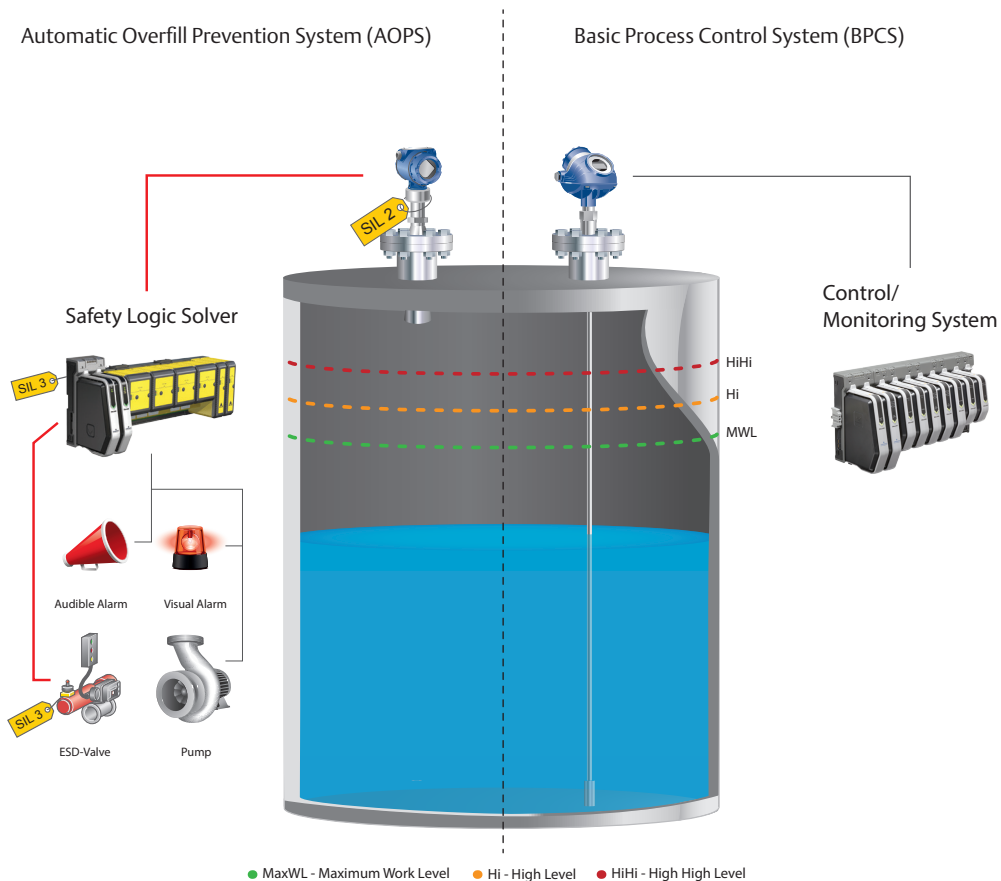 Automatic Overfill Prevention System (AOPS)
Basic Process Control System (BPCS)
SIL 2
Safety Logic Solver
Control/
Monitoring System
HiHi
SIL 3
Hi
MWL
Audible Alarm
Visual Alarm
SIL 3
ESD-Valve
Pump
MaxWL - Maximum Work Level
Hi - High Level
HiHi - High High Level